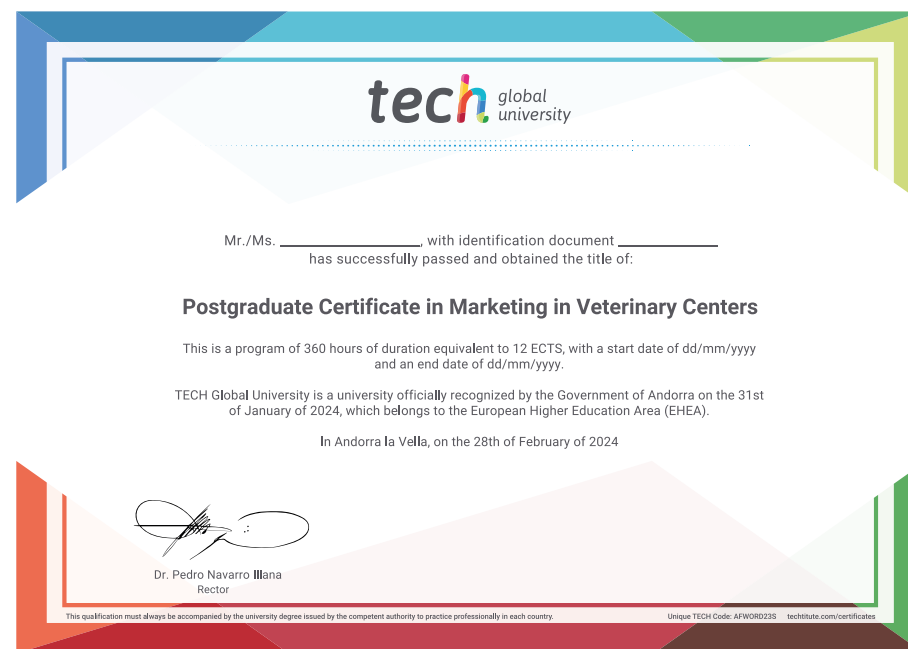 tech global
university
Mr./Ms. ____________, with identification document ____________
has successfully passed and obtained the title of:
Postgraduate Certificate in Marketing in Veterinary Centers
This is a program of 360 hours of duration equivalent to 12 ECTS, with a start date of dd/mm/yyyy
and an end date of dd/mm/yyyy.
TECH Global University is a university officially recognized by the Government of Andorra on the 31st
of January of 2024, which belongs to the European Higher Education Area (EHEA).
In Andorra la Vella, on the 28th of February of 2024
Dr. Pedro Navarro Illana
Rector
This qualification must always be accompanied by the university degree issued by the competent authority to practice professionally in each country. Unique TECH Code: AFWORD23S techtitute.com/certificates